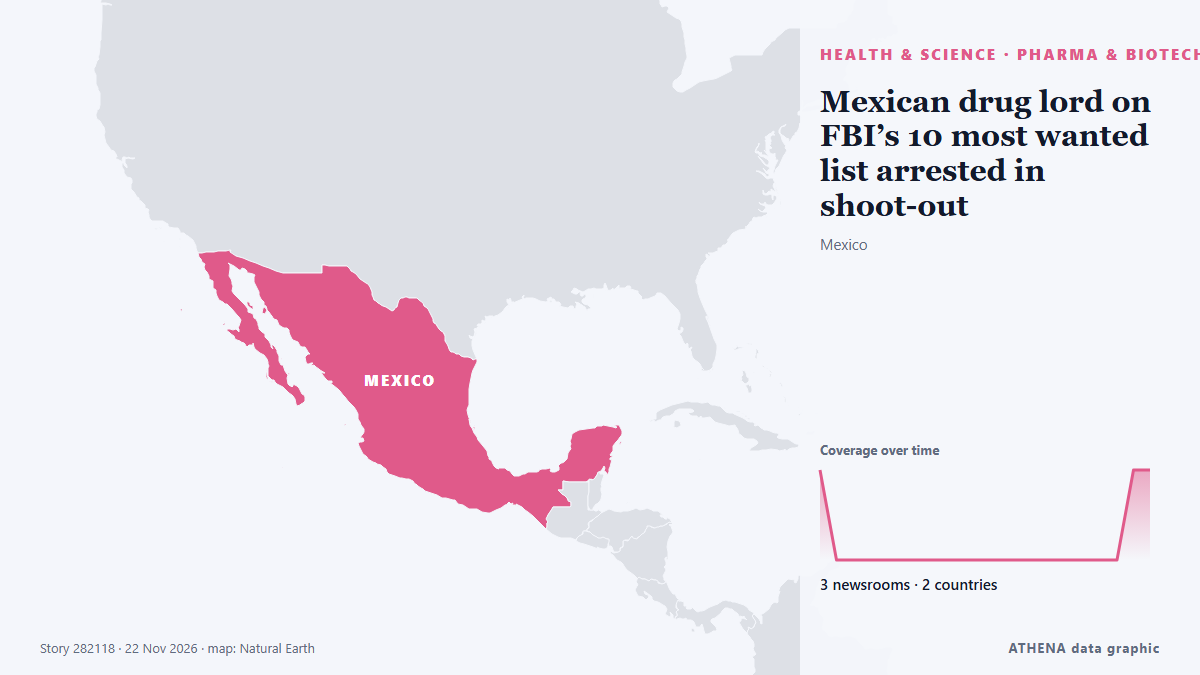 HEALTH & SCIENCE · PHARMA & BIOTECH
Mexican drug lord on
FBI’s 10 most wanted
list arrested in
shoot-out
Mexico
MEXICO
Coverage over time
3 newsrooms · 2 countries
Story 282118 · 22 Nov 2026 · map: Natural Earth
ATHENA data graphic